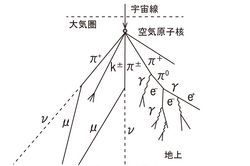 宇宙線
大気圏
空気原子核
π+
k±
π±
π+
π0
γ
γ
γ
e-
e-
e-
ν
μ
μ
ν
地上